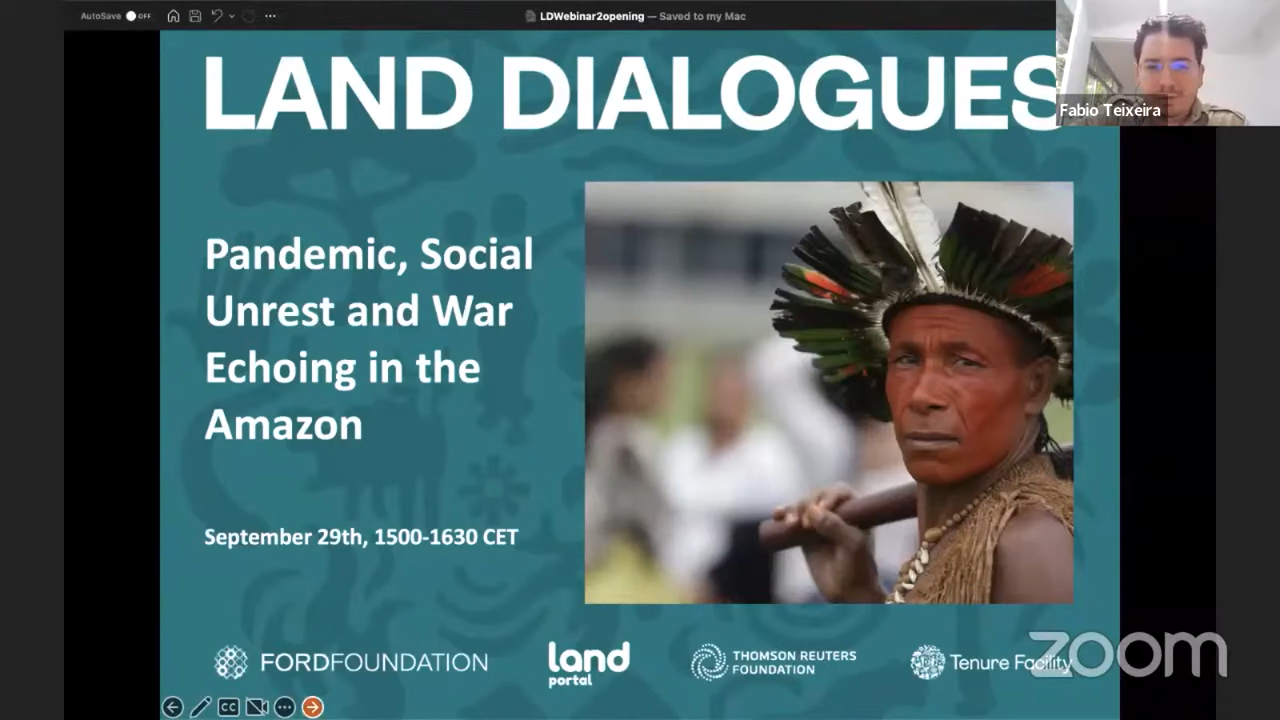 AutoSave OFF
LDWebinar2opening — Saved to my Mac
LAND DIALOGUES
Fabio Teixeira
Pandemic, Social
Unrest and War
Echoing in the
Amazon
September 29th, 1500-1630 CET
FORDFOUNDATION
land
portal
THOMSON REUTERS
FOUNDATION
Tenure Facility
zoom
CC